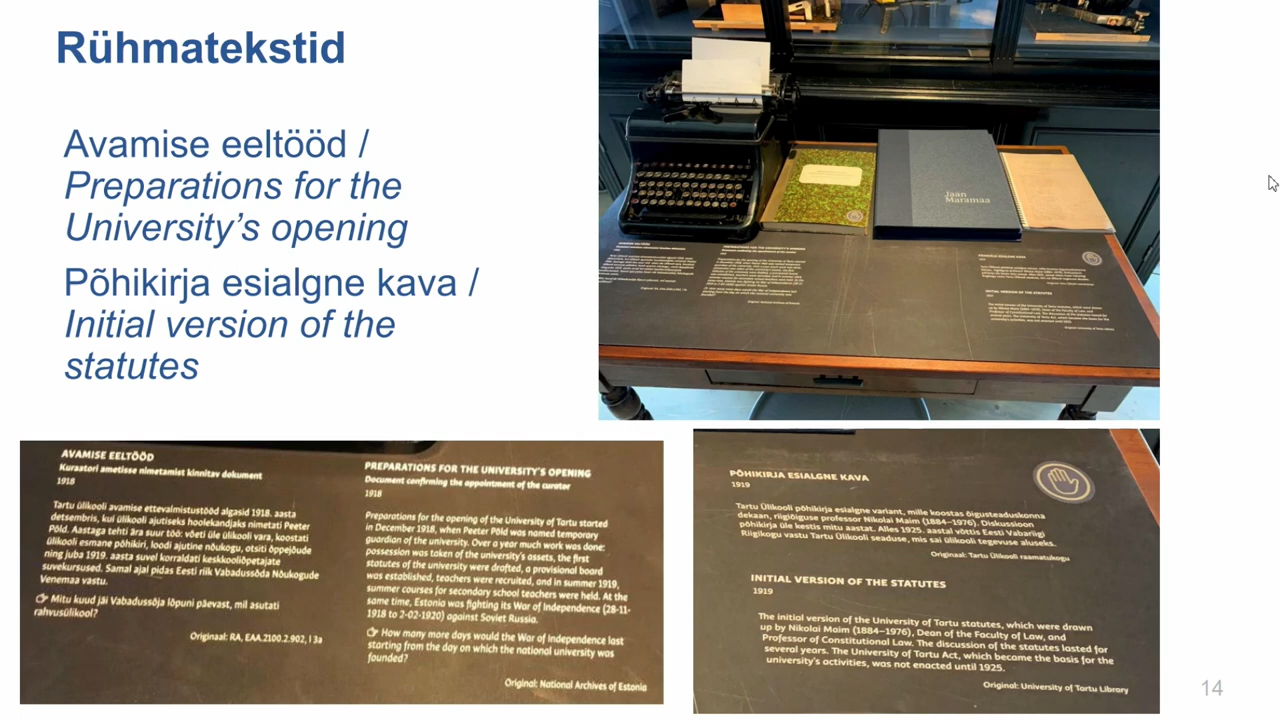 Rühmatekstid
Avamise eeltööd /
Preparations for the
University's opening
Põhikirja esialgne kava /
Initial version of the
statutes
Jaan
Maramaa
AVAMISE EELTÖÖD
Kuraatori ametisse nimetamist kinnitav dokument
1918
Tartu ülikooli avamise ettevalmistustööd algasid 1918. aasta
detsembris, kui ülikooli ajutiseks hoolekandjaks nimetati Peeter
Põld. Aastaga tehti ära suur töö: võeti üle ülikooli vara, koostati
ülikooli esmane põhikiri, loodi ajutine nõukogu, otsiti õppejõude
ning juba 1919. aasta suvel korraldati keskkooliõpetajate
suvekursused. Samal ajal pidas Eesti riik Vabadussõda Nõukogude
Venemaa vastu.
Mitu kuud jäi Vabadussõja lõpuni päevast, mil asutati
rahvusülikool?
Originaal: RA, EAA.2100.2.902, l 3a
PREPARATIONS FOR THE UNIVERSITY'S OPENING
Document confirming the appointment of the curator
1918
Preparations for the opening of the University of Tartu started
in December 1918, when Peeter Põld was named temporary
guardian of the university. Over a year much work was done:
possession was taken of the university's assets, the first
statutes of the university were drafted, a provisional board
was established, teachers were recruited, and in summer 1919,
summer courses for secondary school teachers were held. At the
same time, Estonia was fighting its War of Independence (28-11-
1918 to 2-02-1920) against Soviet Russia.
How many more days would the War of Independence last
starting from the day on which the national university was
founded?
Original: National Archives of Estonia
PÕHIKIRJA ESIALGNE KAVA
1919
Tartu Ülikooli põhikirja esialgne variant, mille koostas õigusteaduskonna
dekaan, riigiõiguse professor Nikolai Maim (1884–1976). Diskussioon
põhikirja üle kestis mitu aastat. Alles 1925. aastal võttis Eesti Vabariigi
Riigikogu vastu Tartu Ülikooli seaduse, mis sai ülikooli tegevuse aluseks.
Originaal: Tartu Ülikooli raamatukogu
INITIAL VERSION OF THE STATUTES
1919
The initial version of the University of Tartu statutes, which were drawn
up by Nikolai Maim (1884–1976), Dean of the Faculty of Law, and
Professor of Constitutional Law. The discussion of the statutes lasted for
several years. The University of Tartu Act, which became the basis for the
university's activities, was not enacted until 1925.
Original: University of Tartu Library
14